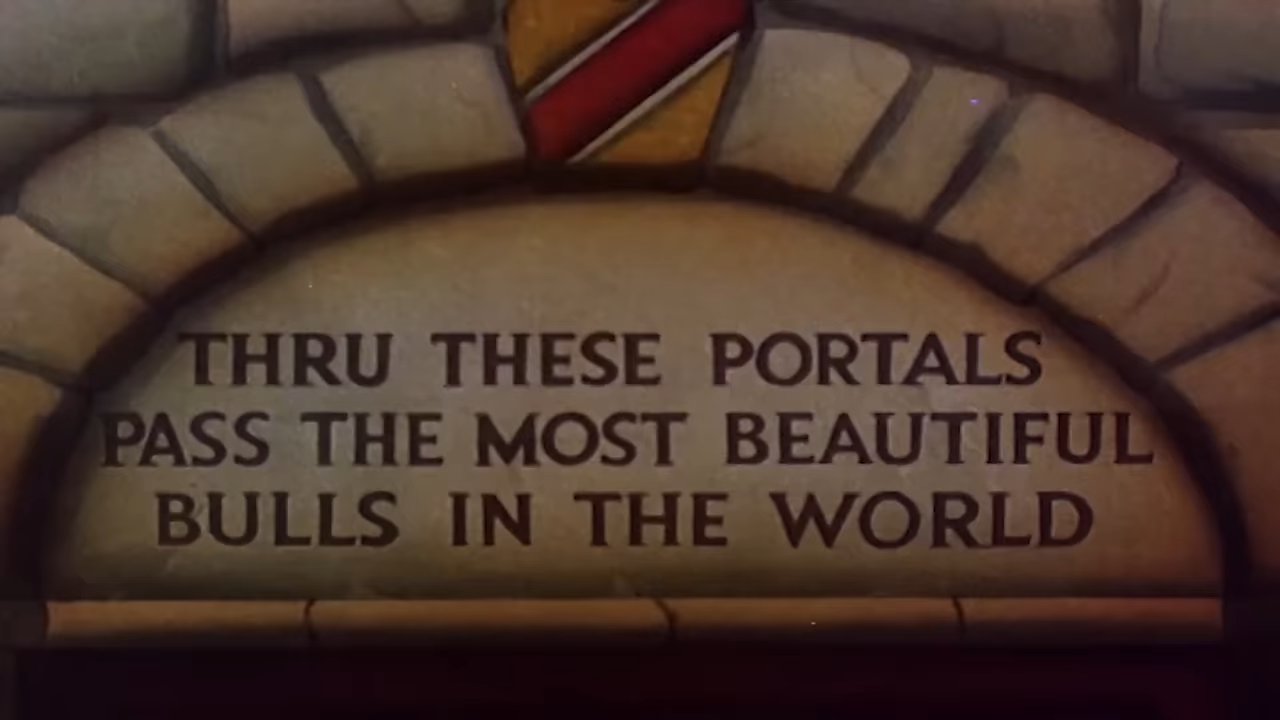 THRU THESE PORTALS
PASS THE MOST BEAUTIFUL
BULLS IN THE WORLD